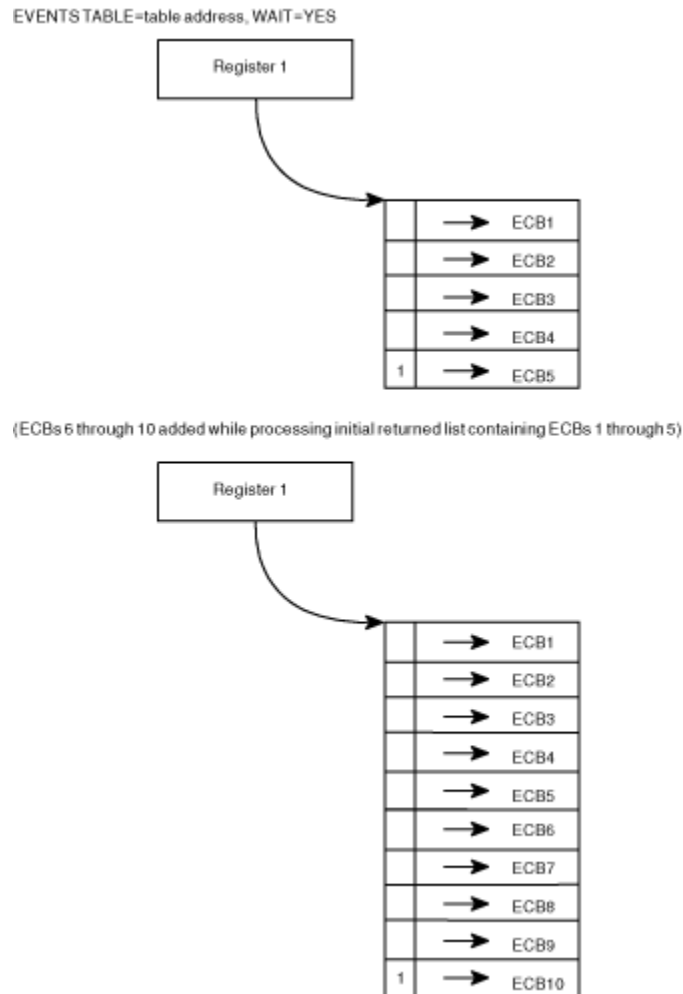 EVENTS TABLE=table address, WAIT=YES
Register 1
ECB1
ECB2
ECB3
ECB4
1 ECB5
(ECBs 6 through 10 added while processing initial returned list containing ECBs 1 through 5)
Register 1
ECB1
ECB2
ECB3
ECB4
ECB5
ECB6
ECB7
ECB8
ECB9
1 ECB10